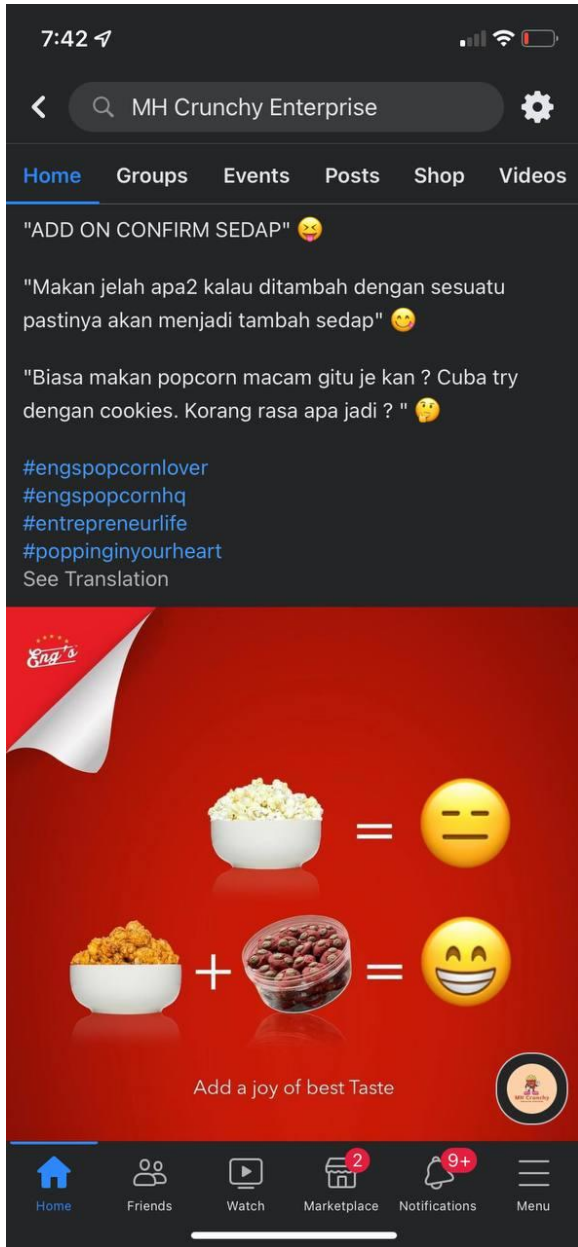 7:42
MH Crunchy Enterprise
Home Groups Events Posts Shop Videos
"ADD ON CONFIRM SEDAP" 😝
"Makan jelah apa2 kalau ditambah dengan sesuatu
pastinya akan menjadi tambah sedap" 😋
"Biasa makan popcorn macam gitu je kan ? Cuba try
dengan cookies. Korang rasa apa jadi ? " 🤔
#engspopcornlover
#engspopcornhq
#entrepreneurlife
#poppinginyourheart
See Translation
Eng's
=
+ =
Add a joy of best Taste
MH Crunchy
2 9+
Home Friends Watch Marketplace Notifications Menu